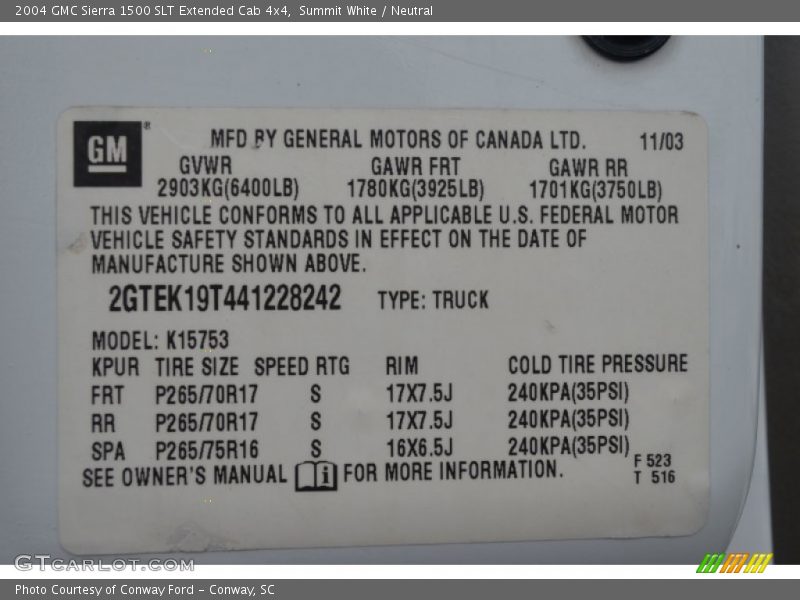 2004 GMC Sierra 1500 SLT Extended Cab 4x4, Summit White / Neutral
GM ®
MFD BY GENERAL MOTORS OF CANADA LTD. 11/03
GVWR GAWR FRT GAWR RR
2903KG(6400LB) 1780KG(3925LB) 1701KG(3750LB)
THIS VEHICLE CONFORMS TO ALL APPLICABLE U.S. FEDERAL MOTOR
VEHICLE SAFETY STANDARDS IN EFFECT ON THE DATE OF
MANUFACTURE SHOWN ABOVE.
2GTEK19T441228242 TYPE: TRUCK
MODEL: K15753
KPUR TIRE SIZE SPEED RTG RIM COLD TIRE PRESSURE
FRT P265/70R17 S 17X7.5J 240KPA(35PSI)
RR P265/70R17 S 17X7.5J 240KPA(35PSI)
SPA P265/75R16 S 16X6.5J 240KPA(35PSI)
SEE OWNER'S MANUAL i FOR MORE INFORMATION.
F 523
T 516
GTCARLOT.COM
Photo Courtesy of Conway Ford – Conway, SC